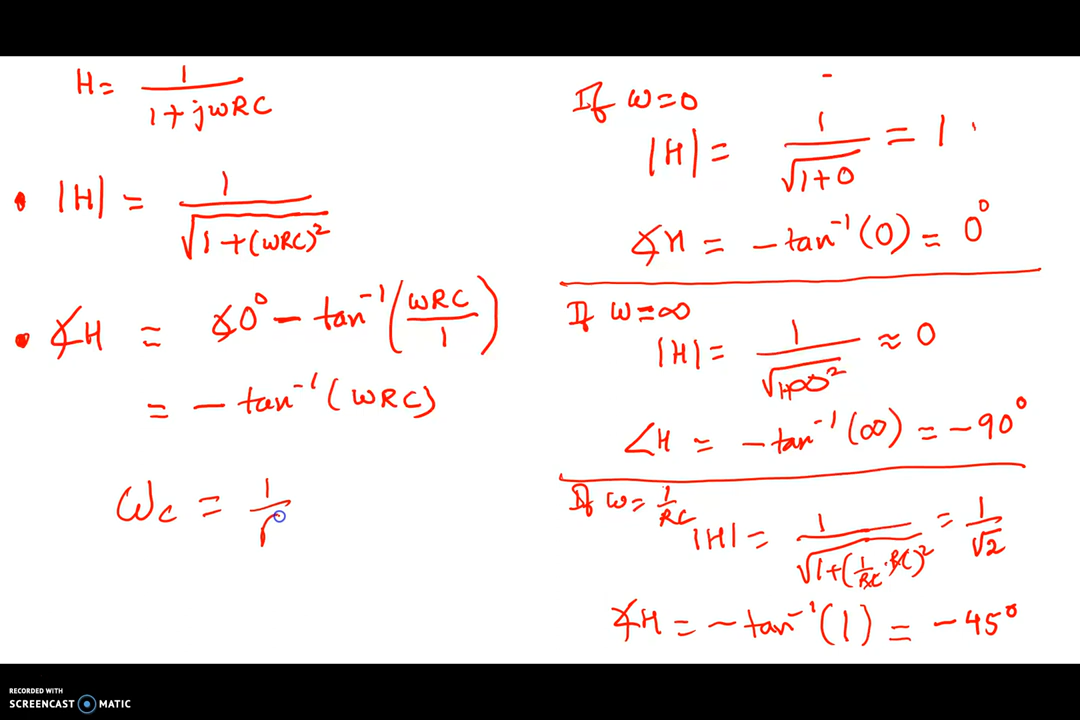 H = 1/(1+jωRC)
• |H| = 1/√(1+(ωRC)²)
• ∡H = ∡0° - tan⁻¹(ωRC/1)
= - tan⁻¹(ωRC)
ωc = 1/
If ω=0
|H| = 1/√(1+0) = 1
∡H = -tan⁻¹(0) = 0°
If ω=∞
|H| = 1/√(1+∞²) ≈ 0
∠H = -tan⁻¹(∞) = -90°
If ω=1/RC
|H| = 1/√(1+(1/RC·RC)²) = 1/√2
∡H = -tan⁻¹(1) = -45°
RECORDED WITH
SCREENCAST MATIC